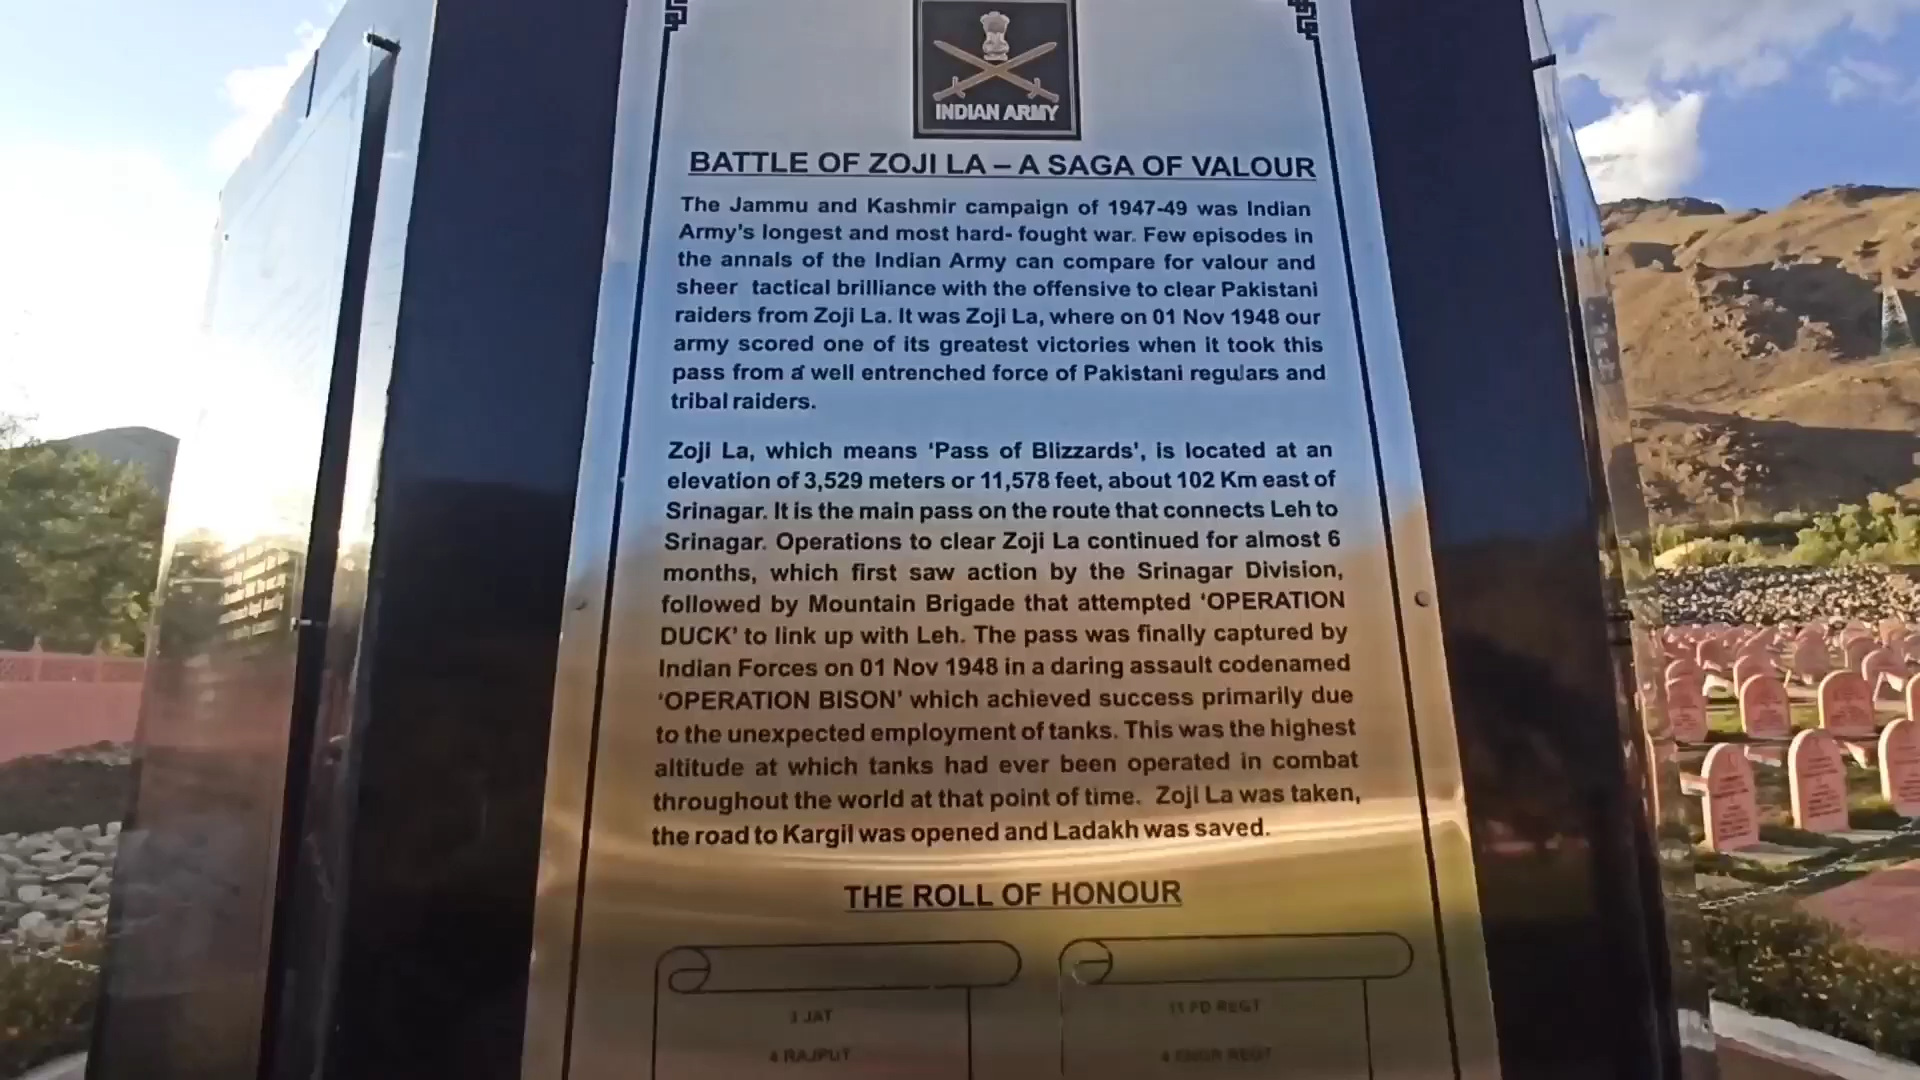 INDIAN ARMY
BATTLE OF ZOJI LA – A SAGA OF VALOUR
The Jammu and Kashmir campaign of 1947-49 was Indian
Army's longest and most hard- fought war. Few episodes in
the annals of the Indian Army can compare for valour and
sheer tactical brilliance with the offensive to clear Pakistani
raiders from Zoji La. It was Zoji La, where on 01 Nov 1948 our
army scored one of its greatest victories when it took this
pass from a well entrenched force of Pakistani regulars and
tribal raiders.
Zoji La, which means ‘Pass of Blizzards’, is located at an
elevation of 3,529 meters or 11,578 feet, about 102 Km east of
Srinagar. It is the main pass on the route that connects Leh to
Srinagar. Operations to clear Zoji La continued for almost 6
months, which first saw action by the Srinagar Division,
followed by Mountain Brigade that attempted ‘OPERATION
DUCK’ to link up with Leh. The pass was finally captured by
Indian Forces on 01 Nov 1948 in a daring assault codenamed
‘OPERATION BISON’ which achieved success primarily due
to the unexpected employment of tanks. This was the highest
altitude at which tanks had ever been operated in combat
throughout the world at that point of time. Zoji La was taken,
the road to Kargil was opened and Ladakh was saved.
THE ROLL OF HONOUR
JAT
11 FD REGT
4 RAJPUT
4 ENGR REGT